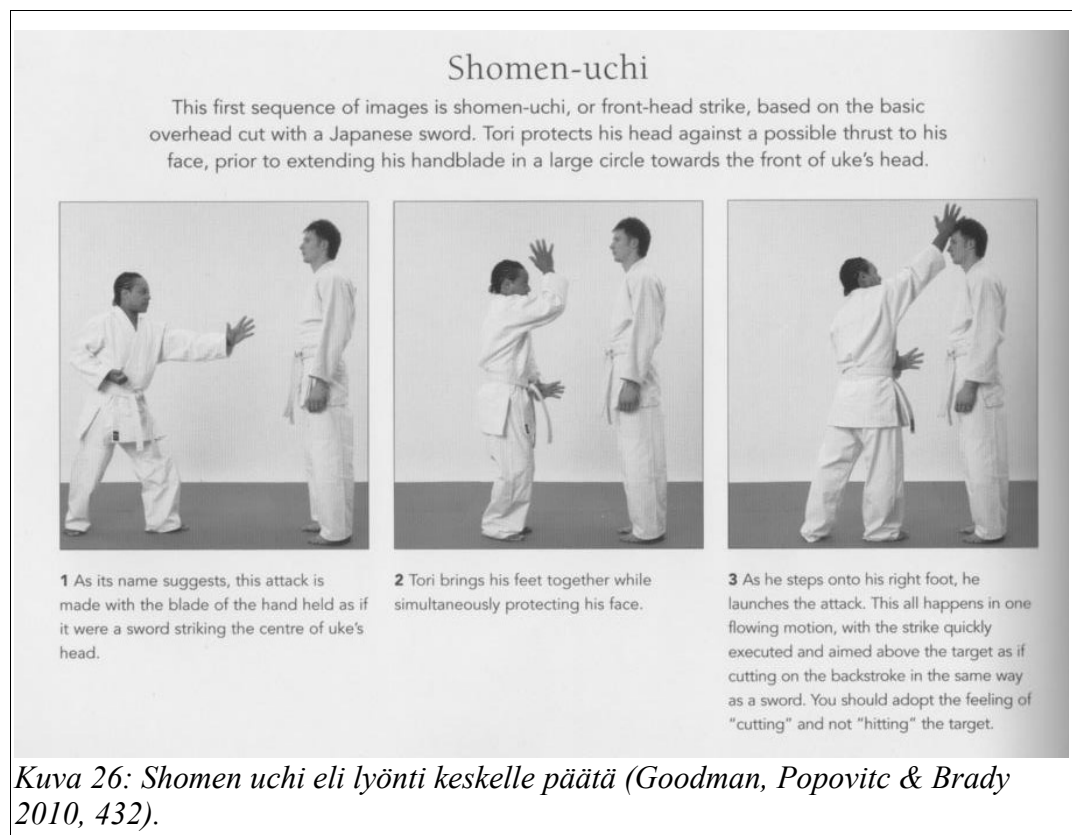 Shomen-uchi
This first sequence of images is shomen-uchi, or front-head strike, based on the basic
overhead cut with a Japanese sword. Tori protects his head against a possible thrust to his
face, prior to extending his handblade in a large circle towards the front of uke's head.
1 As its name suggests, this attack is
made with the blade of the hand held as if
it were a sword striking the centre of uke's
head.
2 Tori brings his feet together while
simultaneously protecting his face.
3 As he steps onto his right foot, he
launches the attack. This all happens in one
flowing motion, with the strike quickly
executed and aimed above the target as if
cutting on the backstroke in the same way
as a sword. You should adopt the feeling of
"cutting" and not "hitting" the target.
Kuva 26: Shomen uchi eli lyönti keskelle päätä (Goodman, Popovitc & Brady
2010, 432).